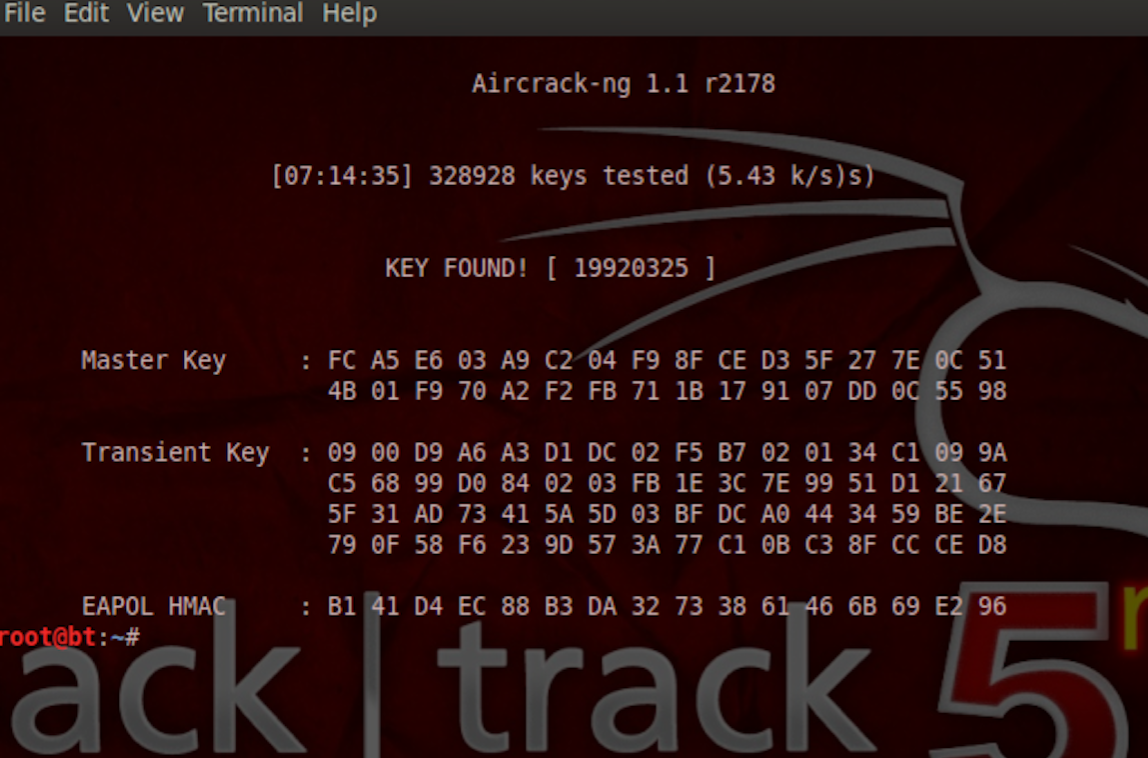 File Edit View Terminal Help
Aircrack-ng 1.1 r2178
[07:14:35] 328928 keys tested (5.43 k/s)s)
KEY FOUND! [ 19920325 ]
Master Key : FC A5 E6 03 A9 C2 04 F9 8F CE D3 5F 27 7E 0C 51
4B 01 F9 70 A2 F2 FB 71 1B 17 91 07 DD 0C 55 98
Transient Key : 09 00 D9 A6 A3 D1 DC 02 F5 B7 02 01 34 C1 09 9A
C5 68 99 D0 84 02 03 FB 1E 3C 7E 99 51 D1 21 67
5F 31 AD 73 41 5A 5D 03 BF DC A0 44 34 59 BE 2E
79 0F 58 F6 23 9D 57 3A 77 C1 0B C3 8F CC CE D8
EAPOL HMAC : B1 41 D4 EC 88 B3 DA 32 73 38 61 46 6B 69 E2 96
root@bt:~#
ack | track 5 r